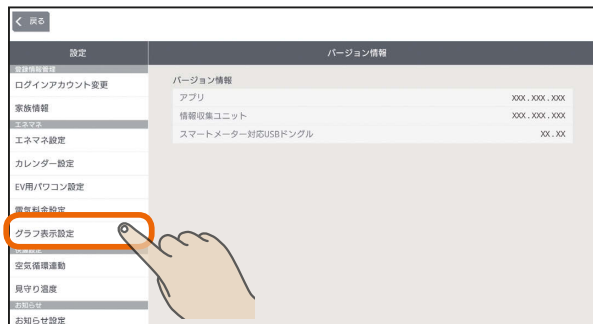 戻る
設定
バージョン情報
登録情報管理
ログインアカウント変更
家族情報
エネマネ
エネマネ設定
カレンダー設定
EV用パワコン設定
電気料金設定
グラフ表示設定
空気循環連動
見守り温度
お知らせ
お知らせ設定
バージョン情報
アプリ XXX.XXX.XXX
情報収集ユニット XXX.XXX.XXX
スマートメーター対応USBドングル XX.XX